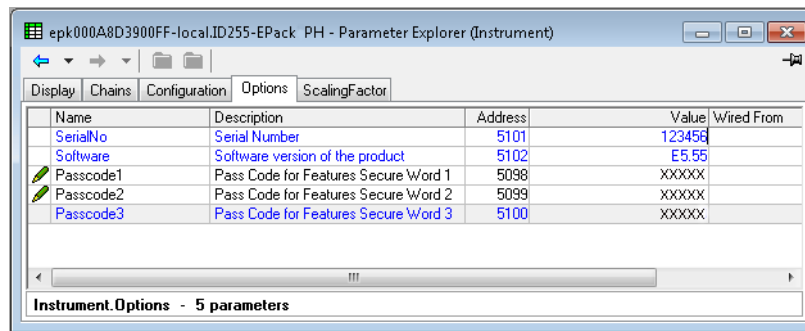 epk000A8D3900FF-local.ID255-EPack PH - Parameter Explorer (Instrument)
Display Chains Configuration Options ScalingFactor
Name Description Address Value Wired From
SerialNo Serial Number 5101 123456
Software Software version of the product 5102 E5.55
Passcode1 Pass Code for Features Secure Word 1 5098 XXXXX
Passcode2 Pass Code for Features Secure Word 2 5099 XXXXX
Passcode3 Pass Code for Features Secure Word 3 5100 XXXXX
Instrument.Options - 5 parameters